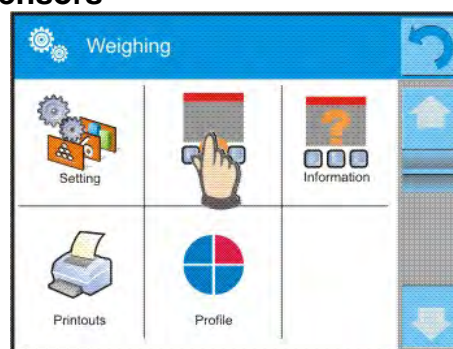 ensors
Weighing
Setting
Information
Printouts
Profile